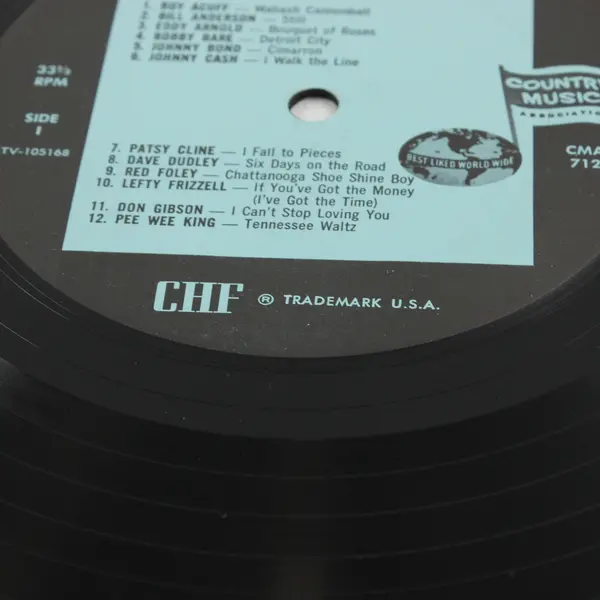 1. ROY ACUFF — Wabash Cannonball
2. BILL ANDERSON — Still
3. EDDY ARNOLD — Bouquet of Roses
4. BOBBY BARE — Detroit City
5. JOHNNY BOND — Cimarron
6. JOHNNY CASH — I Walk the Line
33⅓
RPM
SIDE
I
TV-105168
COUNTRY
MUSIC
ASSOCIATION
BEST LIKED WORLD WIDE
CMA
712
7. PATSY CLINE — I Fall to Pieces
8. DAVE DUDLEY — Six Days on the Road
9. RED FOLEY — Chattanooga Shoe Shine Boy
10. LEFTY FRIZZELL — If You've Got the Money
(I've Got the Time)
11. DON GIBSON — I Can't Stop Loving You
12. PEE WEE KING — Tennessee Waltz
CHF ® TRADEMARK U.S.A.